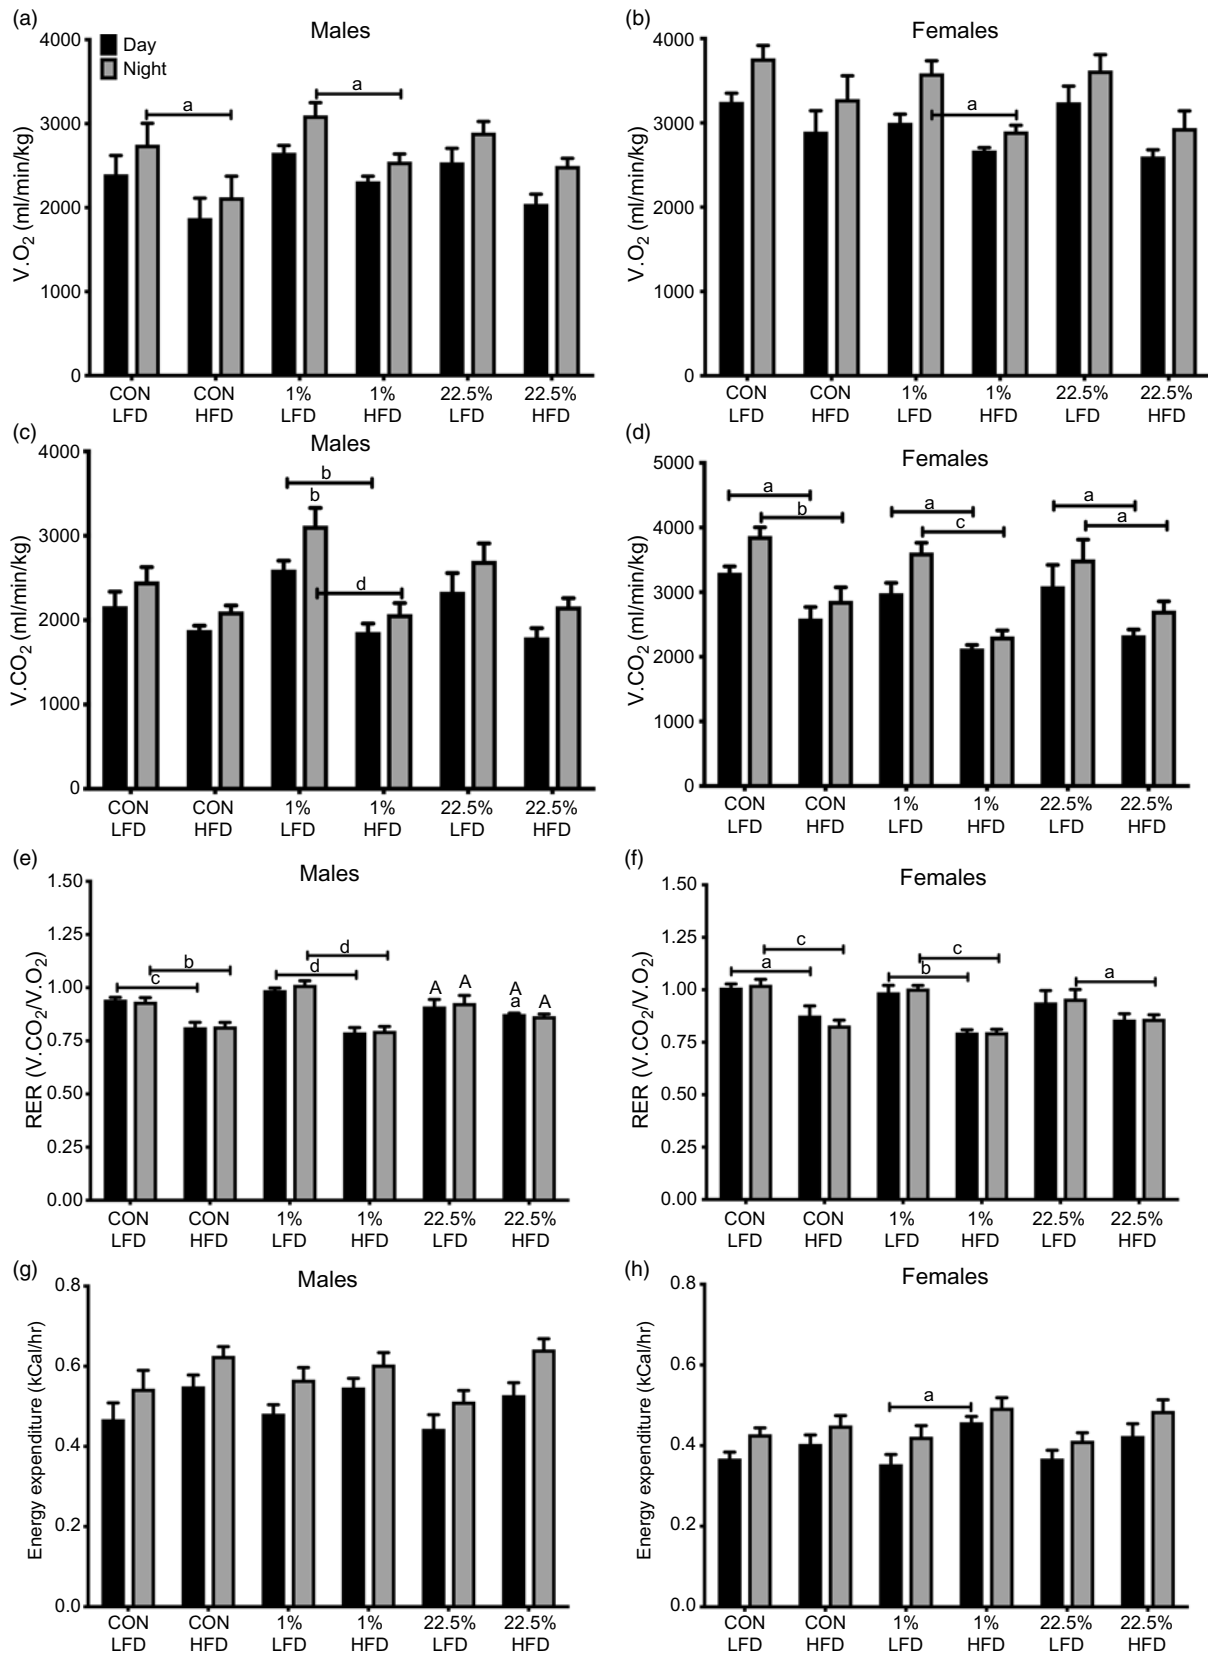 (a)
Males
Day
Night
4000
3000
2000
1000
0
V.O2 (ml/min/kg)
a
a
CON CON 1% 1% 22.5% 22.5%
LFD HFD LFD HFD LFD HFD
(b)
Females
4000
3000
2000
1000
0
V.O2 (ml/min/kg)
a
CON CON 1% 1% 22.5% 22.5%
LFD HFD LFD HFD LFD HFD
(c)
Males
4000
3000
2000
1000
0
V.CO2 (ml/min/kg)
b
b
d
CON CON 1% 1% 22.5% 22.5%
LFD HFD LFD HFD LFD HFD
(d)
Females
5000
4000
3000
2000
1000
0
V.CO2 (ml/min/kg)
a a a
b c a
CON CON 1% 1% 22.5% 22.5%
LFD HFD LFD HFD LFD HFD
(e)
Males
1.50
1.25
1.00
0.75
0.50
0.25
0.00
RER (V.CO2/V.O2)
b d
c d
A A A A
a
CON CON 1% 1% 22.5% 22.5%
LFD HFD LFD HFD LFD HFD
(f)
Females
1.50
1.25
1.00
0.75
0.50
0.25
0.00
RER (V.CO2/V.O2)
c c
a b a
CON CON 1% 1% 22.5% 22.5%
LFD HFD LFD HFD LFD HFD
(g)
Males
0.8
0.6
0.4
0.2
0.0
Energy expenditure (kCal/hr)
CON CON 1% 1% 22.5% 22.5%
LFD HFD LFD HFD LFD HFD
(h)
Females
0.8
0.6
0.4
0.2
0.0
Energy expenditure (kCal/hr)
a
CON CON 1% 1% 22.5% 22.5%
LFD HFD LFD HFD LFD HFD